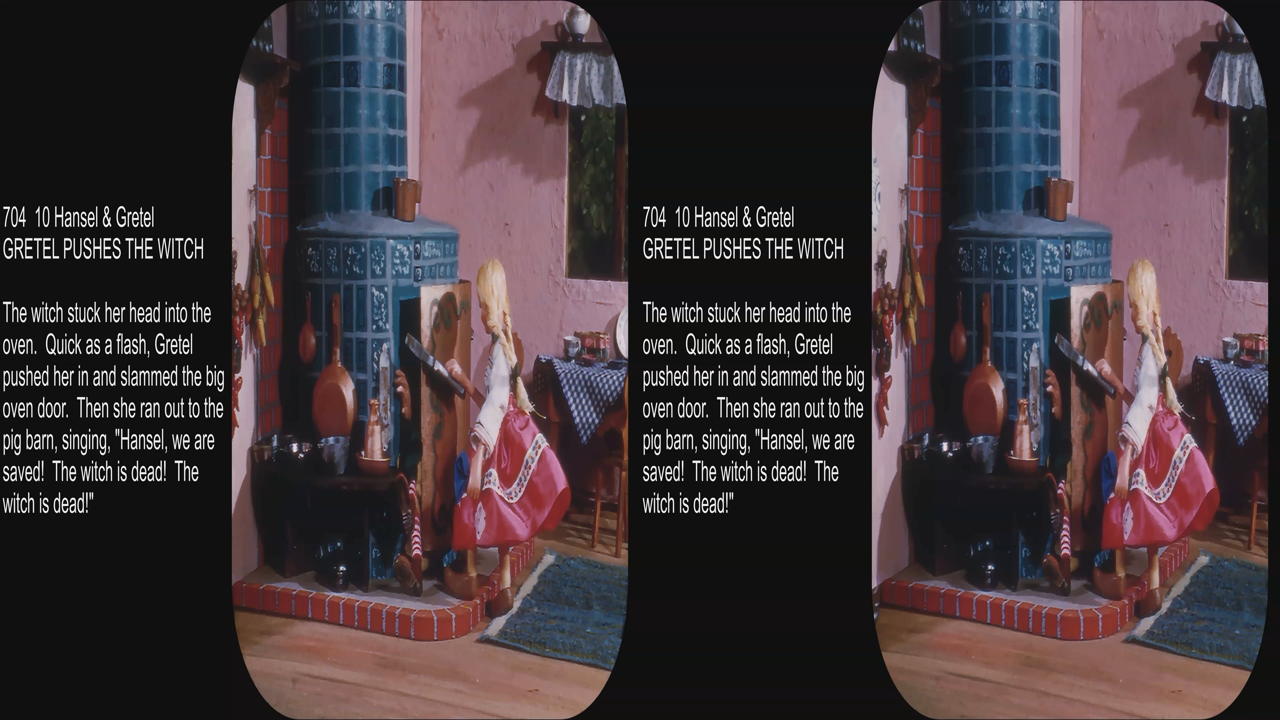 704  10 Hansel & Gretel
GRETEL PUSHES THE WITCH
The witch stuck her head into the
oven.  Quick as a flash, Gretel
pushed her in and slammed the big
oven door.  Then she ran out to the
pig barn, singing, "Hansel, we are
saved!  The witch is dead!  The
witch is dead!"
704  10 Hansel & Gretel
GRETEL PUSHES THE WITCH
The witch stuck her head into the
oven.  Quick as a flash, Gretel
pushed her in and slammed the big
oven door.  Then she ran out to the
pig barn, singing, "Hansel, we are
saved!  The witch is dead!  The
witch is dead!"